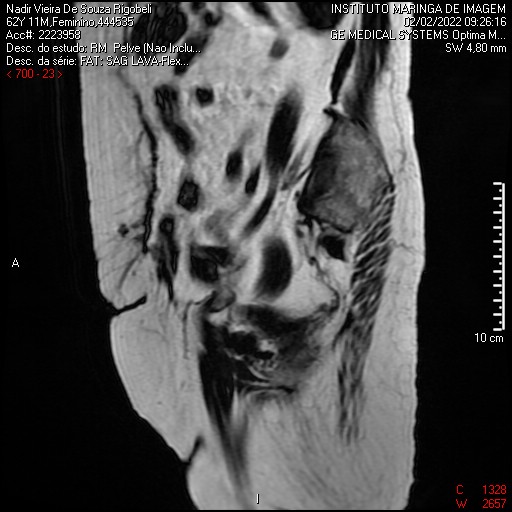 Nadir Vieira De Souza Rigobeli
62Y 11M,Feminino,444535
Acc#: 2223958
Desc. do estudo: RM Pelve (Nao Inclu...
Desc. da série: FAT: SAG LAVA-Flex...
< 700 - 23 >
INSTITUTO MARINGA DE IMAGEM
02/02/2022 09:26:16
GE MEDICAL SYSTEMS Optima M...
SW 4,80 mm
A
10 cm
I
C 1328
W 2657